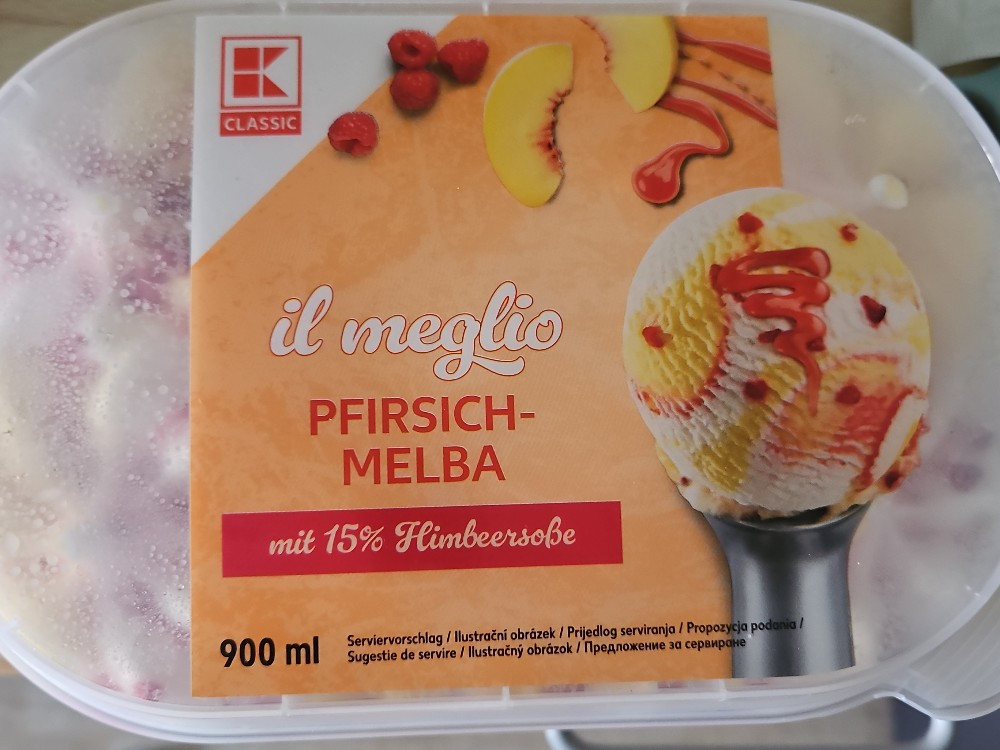 K
CLASSIC
il meglio
PFIRSICH-
MELBA
mit 15% Himbeersoße
900 ml
Serviervorschlag / Ilustrační obrázek / Prijedlog serviranja / Propozycja podania /
Sugestie de servire / Ilustračný obrázok / Предложение за сервиране